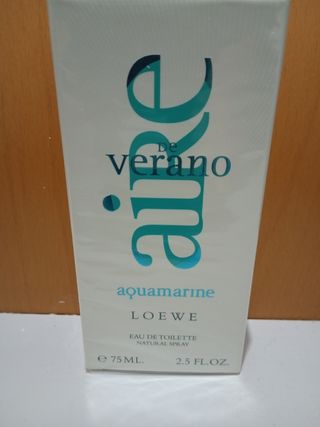 aire
DE
verano
aquamarine
LOEWE
EAU DE TOILETTE
NATURAL SPRAY
e 75 ML. 2.5 FL.OZ.